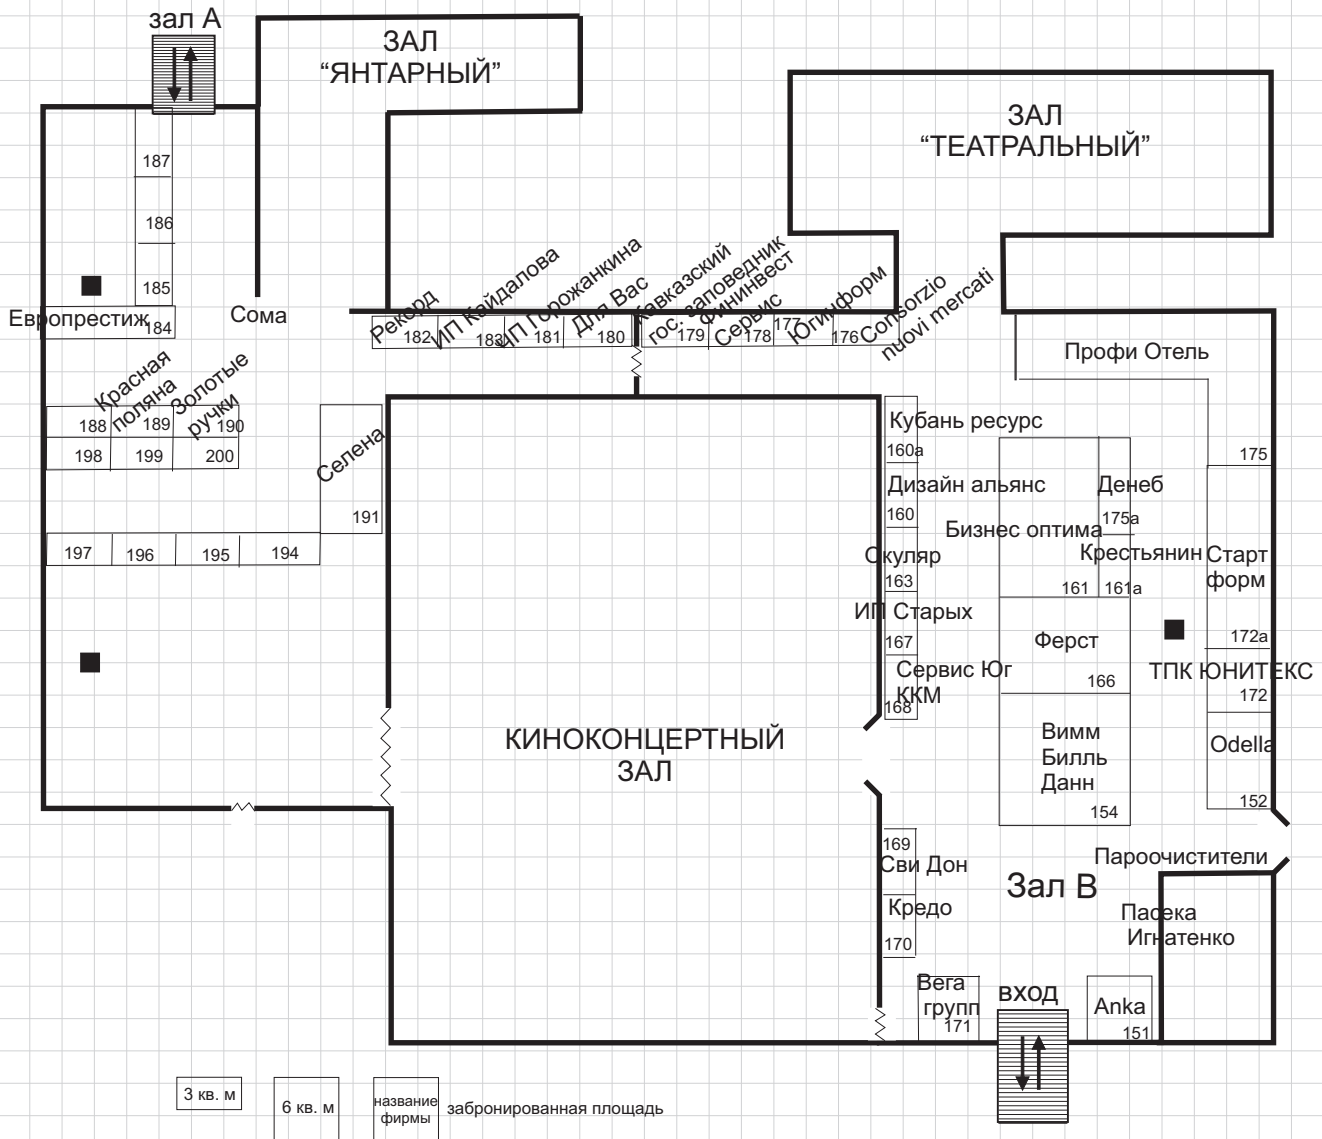 зал А
ЗАЛ
“ЯНТАРНЫЙ”
ЗАЛ
“ТЕАТРАЛЬНЫЙ”
187
186
185
Европрестиж
184
Сома
Рекорд
182
ИП Кайдалова
183
ИП Горожанкина
181
Для Вас
180
Кавказский
гос. заповедник
179
Фининвест
Сервис
178
177
Югинформ
176
Consorzio
nuovi mercati
Профи Отель
175
Красная
поляна
Золотые
ручки
188
189
190
198
199
200
Селена
191
197
196
195
194
Кубань ресурс
160а
Дизайн альянс
160
Окуляр
163
ИП Старых
167
Сервис Юг
ККМ
168
Бизнес оптима
161
Денеб
175а
Крестьянин
161а
Старт
форм
172а
Ферст
166
ТПК ЮНИТЕКС
172
Вимм
Билль
Данн
154
Odella
152
КИНОКОНЦЕРТНЫЙ
ЗАЛ
169
Сви Дон
Кредо
170
Зал В
Пароочистители
Пасека
Игнатенко
Вега
групп
171
вход
Anka
151
3 кв. м
6 кв. м
название
фирмы
забронированная площадь